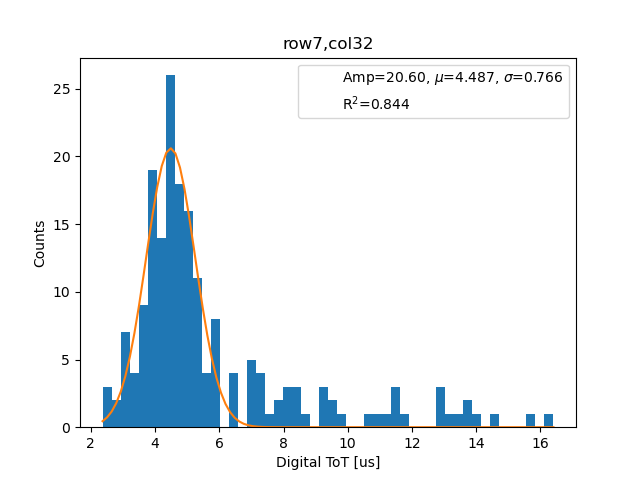 row7,col32
Amp=20.60, μ=4.487, σ=0.766
R²=0.844
25
20
15
10
5
0
Counts
2 4 6 8 10 12 14 16
Digital ToT [us]